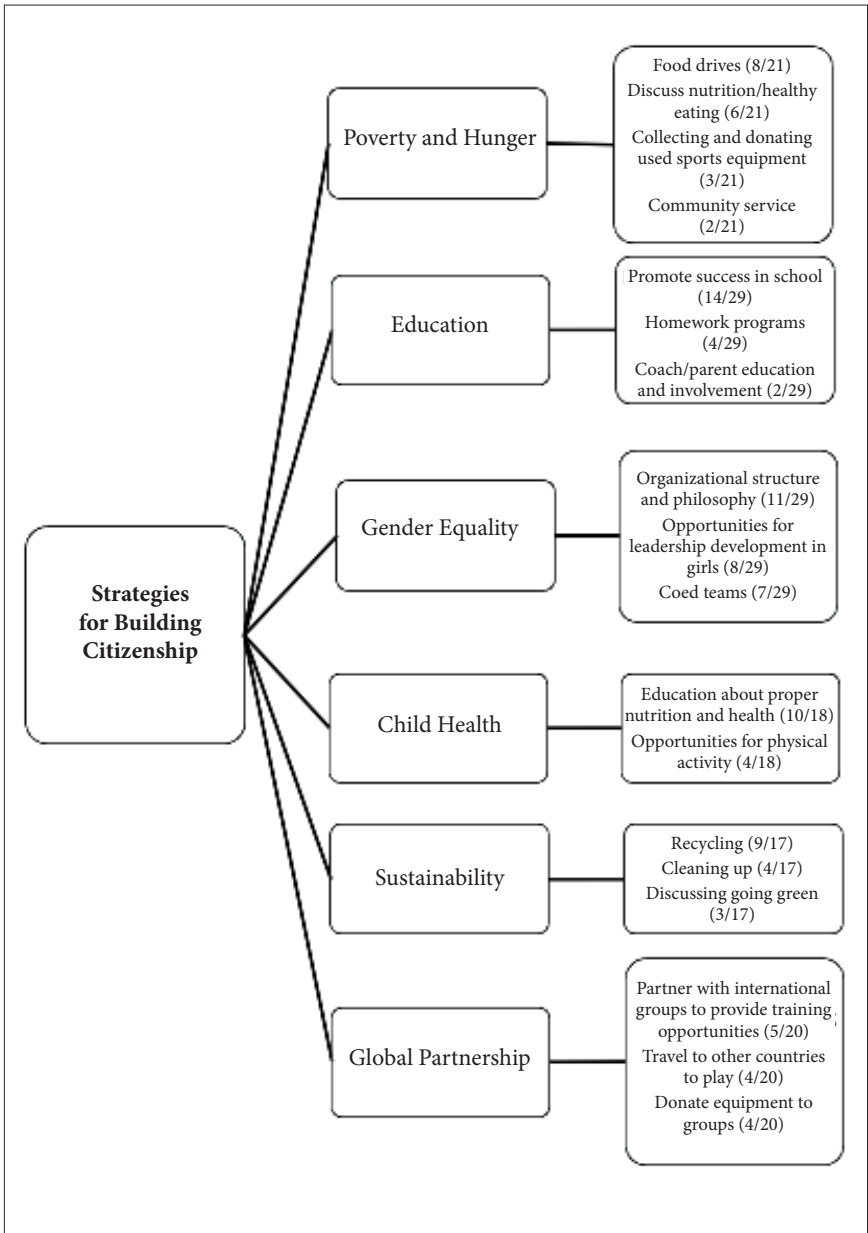 Strategies
for Building
Citizenship
Poverty and Hunger
Food drives (8/21)
Discuss nutrition/healthy
eating (6/21)
Collecting and donating
used sports equipment
(3/21)
Community service
(2/21)
Education
Promote success in school
(14/29)
Homework programs
(4/29)
Coach/parent education
and involvement (2/29)
Gender Equality
Organizational structure
and philosophy (11/29)
Opportunities for
leadership development in
girls (8/29)
Coed teams (7/29)
Child Health
Education about proper
nutrition and health (10/18)
Opportunities for physical
activity (4/18)
Sustainability
Recycling (9/17)
Cleaning up (4/17)
Discussing going green
(3/17)
Global Partnership
Partner with international
groups to provide training
opportunities (5/20)
Travel to other countries
to play (4/20)
Donate equipment to
groups (4/20)